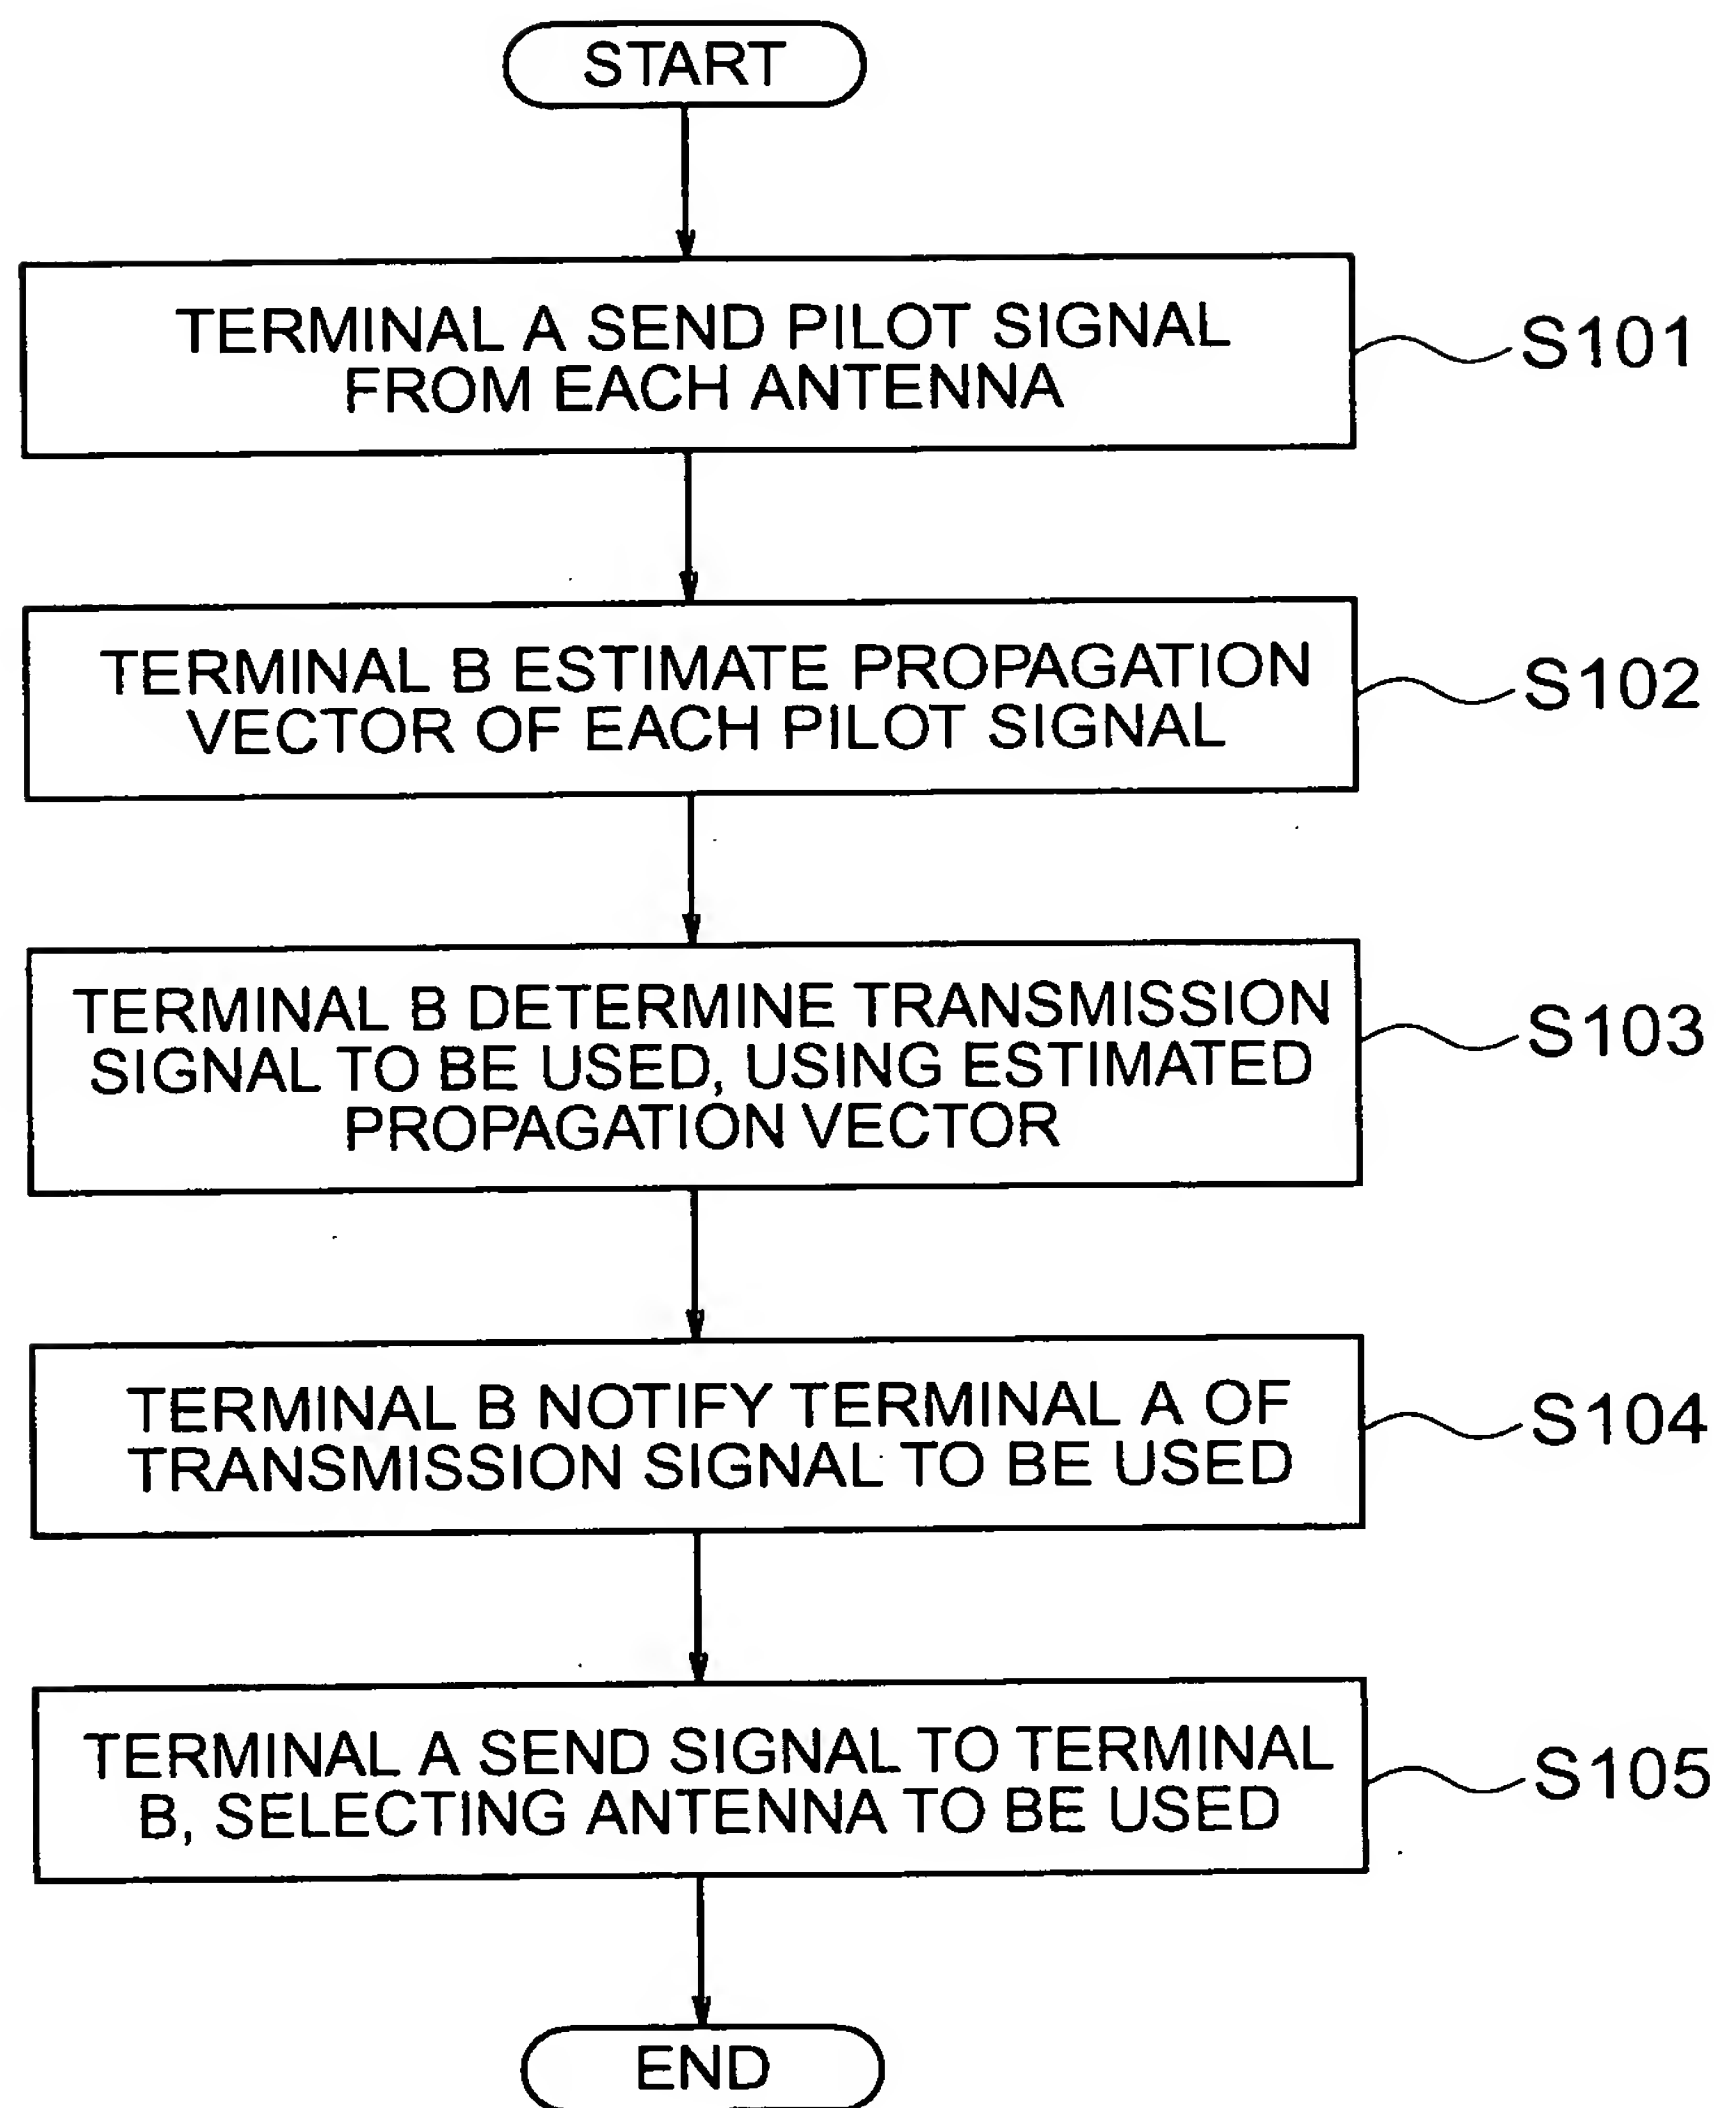 START
TERMINAL A SEND PILOT SIGNAL
FROM EACH ANTENNA
S101
TERMINAL B ESTIMATE PROPAGATION
VECTOR OF EACH PILOT SIGNAL
S102
TERMINAL B DETERMINE TRANSMISSION
SIGNAL TO BE USED, USING ESTIMATED
PROPAGATION VECTOR
S103
TERMINAL B NOTIFY TERMINAL A OF
TRANSMISSION SIGNAL TO BE USED
S104
TERMINAL A SEND SIGNAL TO TERMINAL
B, SELECTING ANTENNA TO BE USED
S105
END